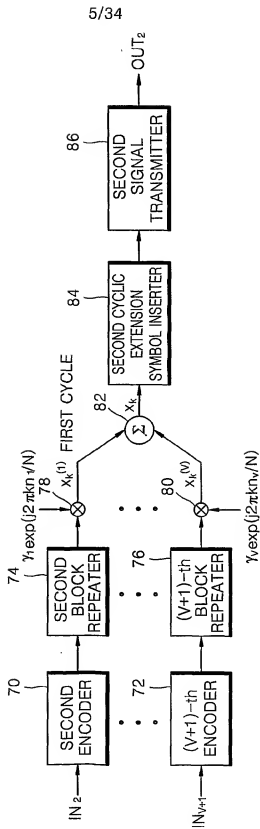 5/34
IN₂
70
SECOND
ENCODER
74
SECOND
BLOCK
REPEATER
γ₁exp(j2πkn₁/N)
78
xₖ⁽¹⁾
FIRST CYCLE
82
Σ
xₖ
84
SECOND CYCLIC
EXTENSION
SYMBOL INSERTER
86
SECOND
SIGNAL
TRANSMITTER
OUT₂
IN_V+1
72
(V+1)-th
ENCODER
76
(V+1)-th
BLOCK
REPEATER
80
xₖ⁽ⱽ⁾
γᵥexp(j2πknᵥ/N)